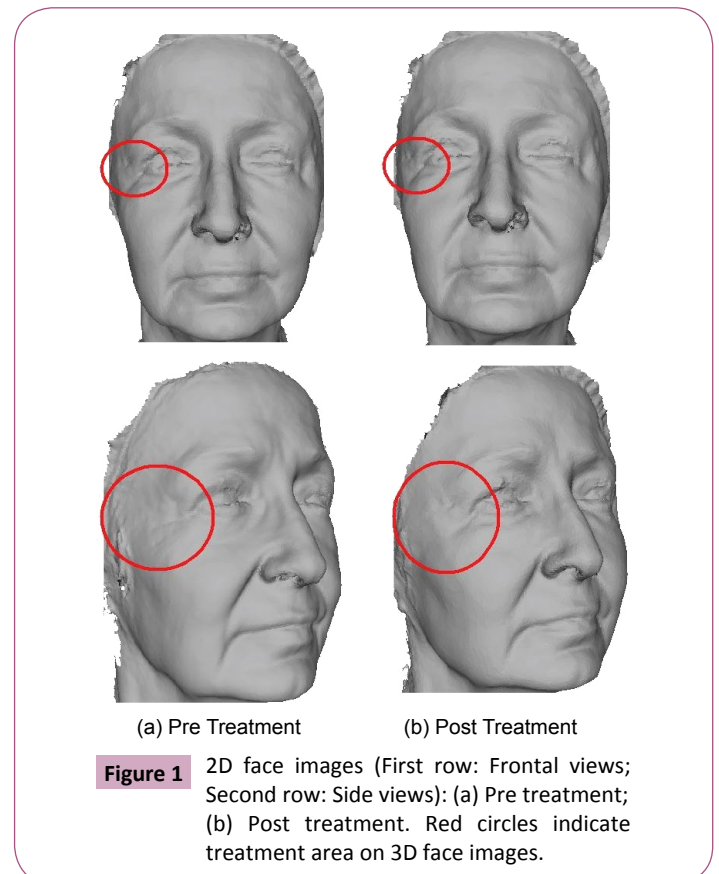 (a) Pre Treatment
(b) Post Treatment
Figure 1
2D face images (First row: Frontal views;
Second row: Side views): (a) Pre treatment;
(b) Post treatment. Red circles indicate
treatment area on 3D face images.